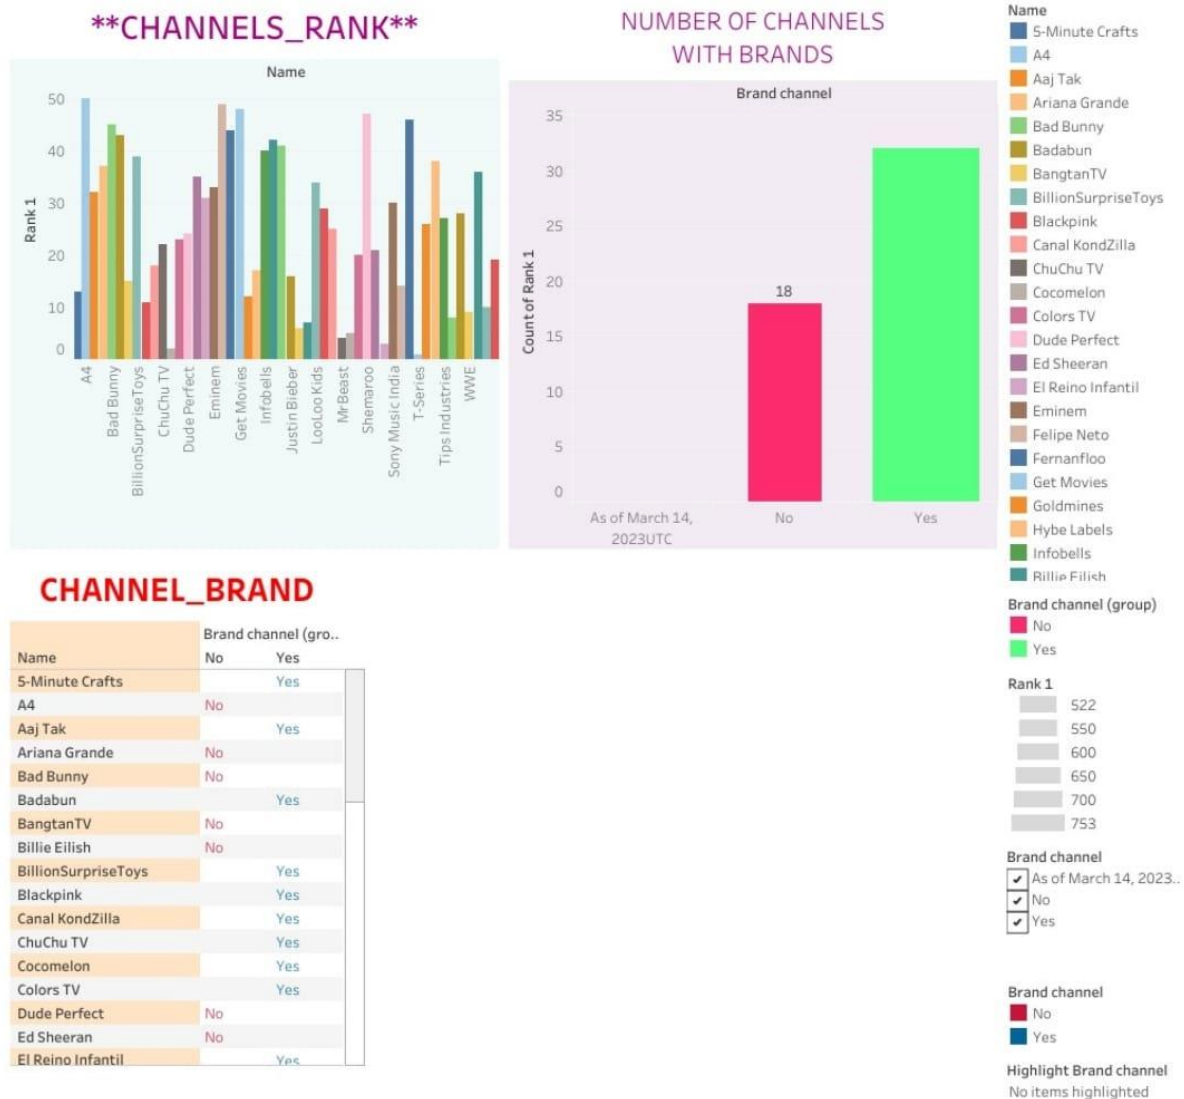 **CHANNELS_RANK**
Name
Rank 1
50
40
30
20
10
0
A4
Bad Bunny
BillionSurpriseToys
ChuChu TV
Dude Perfect
Eminem
Get Movies
Infobells
Justin Bieber
LooLoo Kids
MrBeast
Shemaroo
Sony Music India
T-Series
Tips Industries
WWE
NUMBER OF CHANNELS
WITH BRANDS
Brand channel
Count of Rank 1
35
30
25
20
15
10
5
0
18
As of March 14,
2023UTC
No
Yes
Name
5-Minute Crafts
A4
Aaj Tak
Ariana Grande
Bad Bunny
Badabun
BangtanTV
BillionSurpriseToys
Blackpink
Canal KondZilla
ChuChu TV
Cocomelon
Colors TV
Dude Perfect
Ed Sheeran
El Reino Infantil
Eminem
Felipe Neto
Fernanfloo
Get Movies
Goldmines
Hybe Labels
Infobells
Billie Eilish
Brand channel (group)
No
Yes
Rank 1
522
550
600
650
700
753
Brand channel
As of March 14, 2023..
No
Yes
Brand channel
No
Yes
Highlight Brand channel
No items highlighted
CHANNEL_BRAND
Brand channel (gro..
Name No Yes
5-Minute Crafts Yes
A4 No
Aaj Tak Yes
Ariana Grande No
Bad Bunny No
Badabun Yes
BangtanTV No
Billie Eilish No
BillionSurpriseToys Yes
Blackpink Yes
Canal KondZilla Yes
ChuChu TV Yes
Cocomelon Yes
Colors TV Yes
Dude Perfect No
Ed Sheeran No
El Reino Infantil Yes